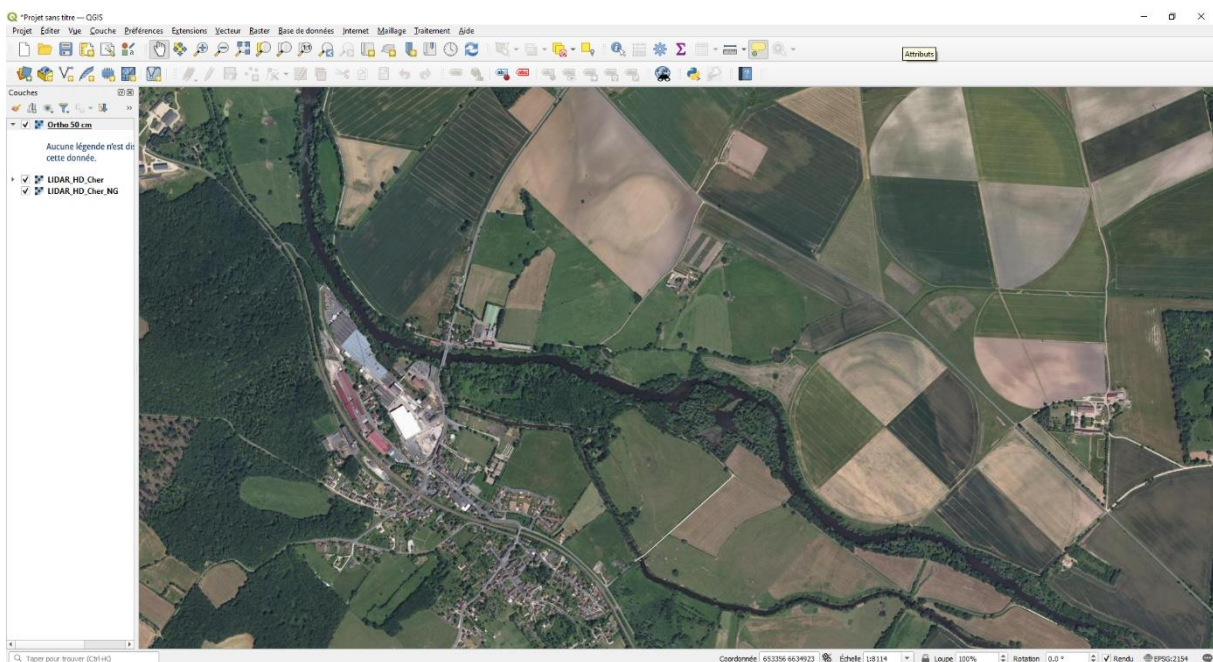 *Projet sans titre — QGIS
Projet Éditer Vue Couche Préférences Extensions Vecteur Raster Base de données Internet Maillage Traitement Aide
Attributs
Couches
Ortho 50 cm
Aucune légende n'est di
cette donnée.
LIDAR_HD_Cher
LIDAR_HD_Cher_NG
Taper pour trouver (Ctrl+K)
Coordonnée 653356 6634923 Échelle 1:8114 Loupe 100% Rotation 0,0 ° Rendu EPSG:2154